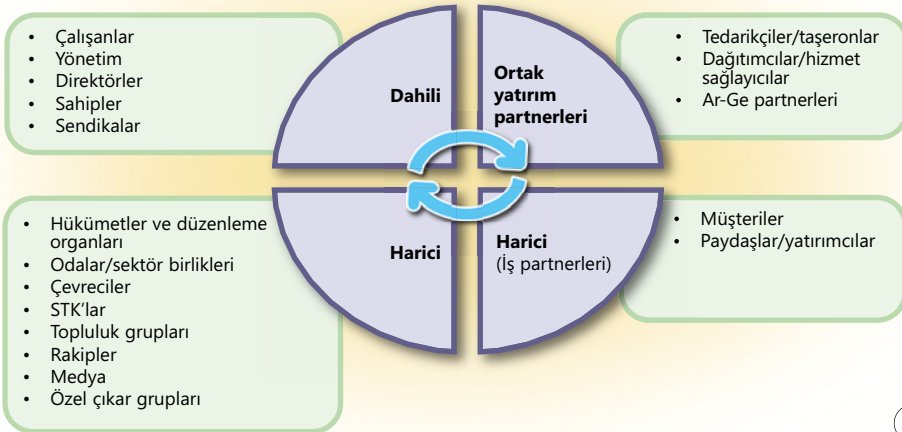 • Çalışanlar
• Yönetim
• Direktörler
• Sahipler
• Sendikalar
Dahili
Ortak
yatırım
partnerleri
• Tedarikçiler/taşeronlar
• Dağıtımcılar/hizmet
sağlayıcılar
• Ar-Ge partnerleri
• Hükümetler ve düzenleme
organları
• Odalar/sektör birlikleri
• Çevreciler
• STK'lar
• Topluluk grupları
• Rakipler
• Medya
• Özel çıkar grupları
Harici
Harici
(İş partnerleri)
• Müşteriler
• Paydaşlar/yatırımcılar